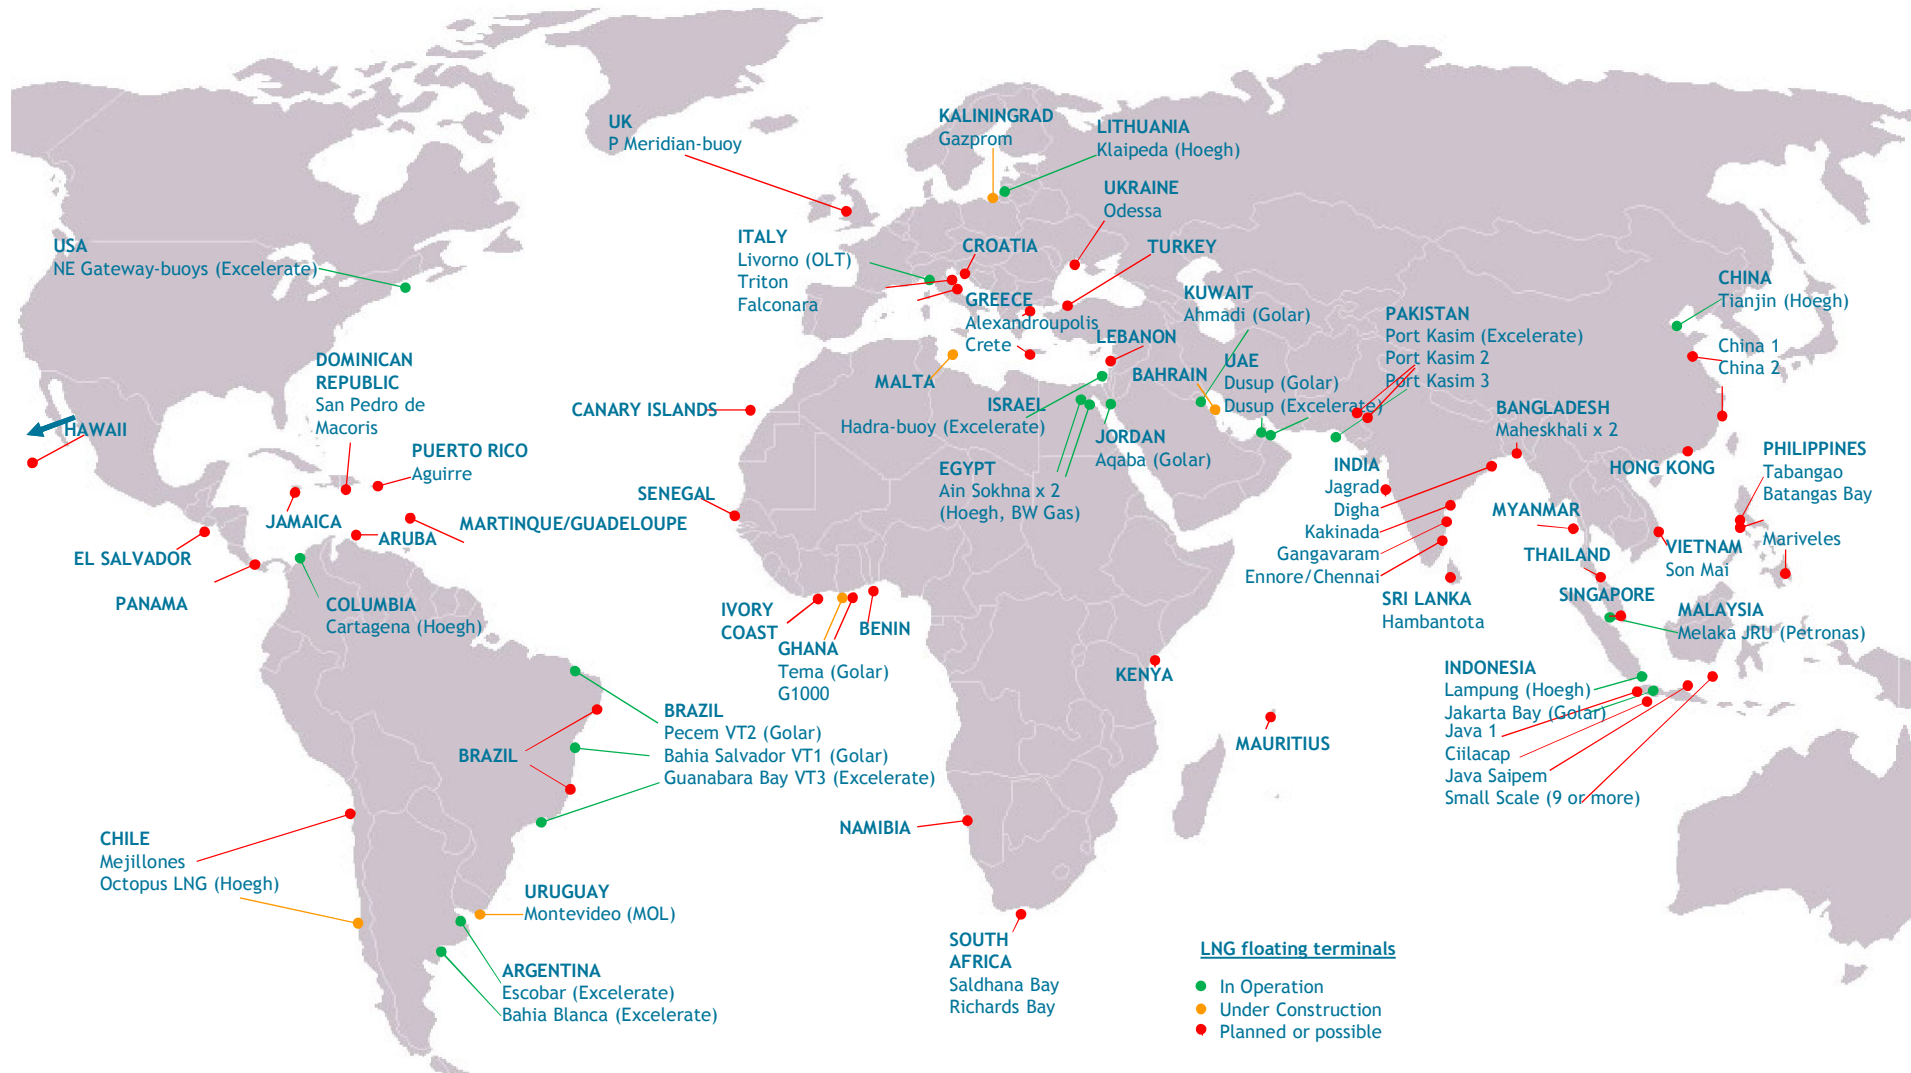 UK
P Meridian-buoy
KALININGRAD
Gazprom
LITHUANIA
Klaipeda (Hoegh)
UKRAINE
Odessa
USA
NE Gateway-buoys (Excelerate)
ITALY
Livorno (OLT)
Triton
Falconara
CROATIA
TURKEY
GREECE
Alexandroupolis
Crete
KUWAIT
Ahmadi (Golar)
LEBANON
CHINA
Tianjin (Hoegh)
China 1
China 2
PAKISTAN
Port Kasim (Excelerate)
Port Kasim 2
Port Kasim 3
DOMINICAN
REPUBLIC
San Pedro de
Macoris
MALTA
BAHRAIN
UAE
Dusup (Golar)
Dusup (Excelerate)
CANARY ISLANDS
ISRAEL
Hadra-buoy (Excelerate)
JORDAN
Aqaba (Golar)
BANGLADESH
Maheskhali x 2
HAWAII
PUERTO RICO
Aguirre
EGYPT
Ain Sokhna x 2
(Hoegh, BW Gas)
INDIA
Jagrad
Digha
Kakinada
Gangavaram
Ennore/Chennai
HONG KONG
PHILIPPINES
Tabangao
Batangas Bay
Mariveles
SENEGAL
JAMAICA
MARTINQUE/GUADELOUPE
ARUBA
MYANMAR
THAILAND
VIETNAM
Son Mai
EL SALVADOR
PANAMA
COLUMBIA
Cartagena (Hoegh)
IVORY
COAST
GHANA
Tema (Golar)
G1000
BENIN
SRI LANKA
Hambantota
SINGAPORE
MALAYSIA
Melaka JRU (Petronas)
KENYA
INDONESIA
Lampung (Hoegh)
Jakarta Bay (Golar)
Java 1
Ciilacap
Java Saipem
Small Scale (9 or more)
BRAZIL
Pecem VT2 (Golar)
Bahia Salvador VT1 (Golar)
Guanabara Bay VT3 (Excelerate)
BRAZIL
MAURITIUS
CHILE
Mejillones
Octopus LNG (Hoegh)
NAMIBIA
URUGUAY
Montevideo (MOL)
ARGENTINA
Escobar (Excelerate)
Bahia Blanca (Excelerate)
SOUTH
AFRICA
Saldhana Bay
Richards Bay
LNG floating terminals
In Operation
Under Construction
Planned or possible